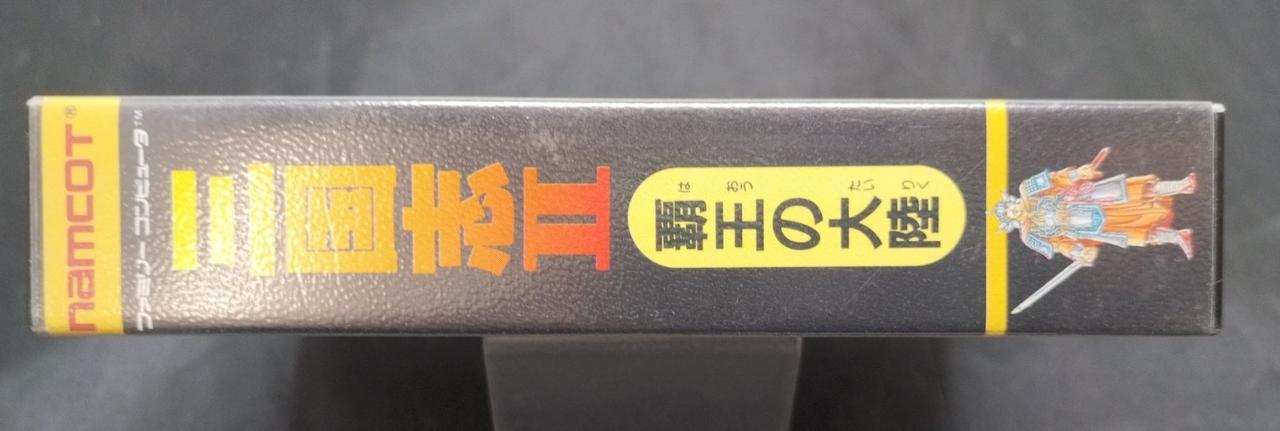 namcot®
ファミリーコンピュータ™
三国志II
はおう たいりく
覇王の大陸